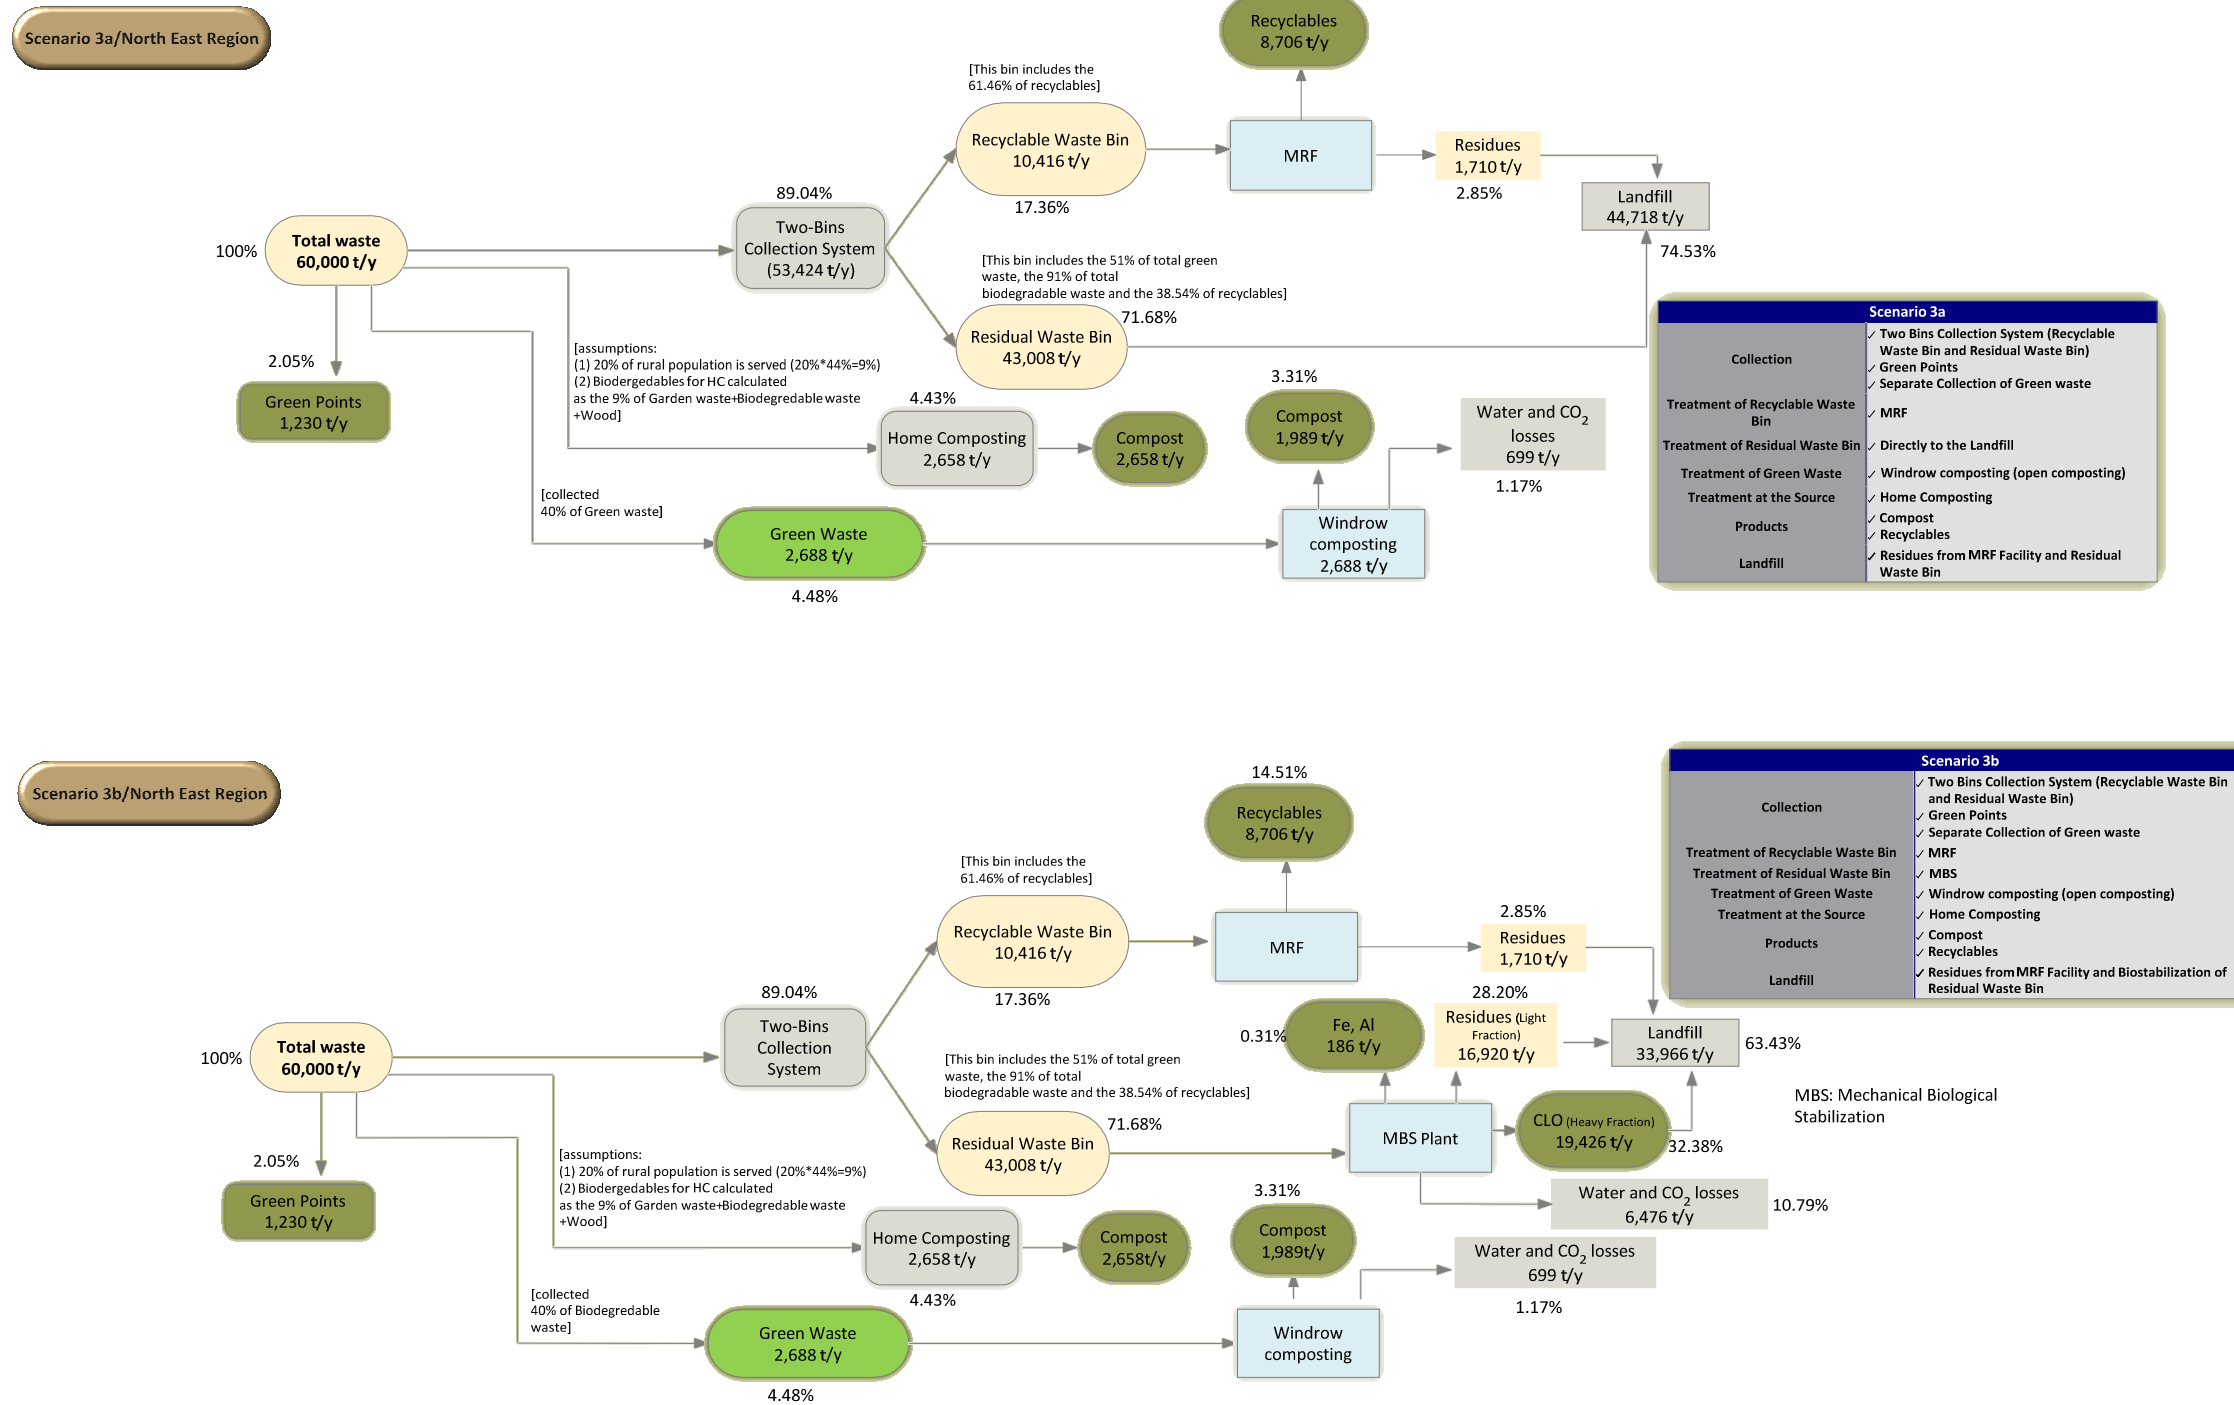 Scenario 3a/North East Region
Recyclables
8,706 t/y
[This bin includes the
61.46% of recyclables]
Recyclable Waste Bin
10,416 t/y
17.36%
MRF
Residues
1,710 t/y
2.85%
Landfill
44,718 t/y
74.53%
89.04%
Two-Bins
Collection System
(53,424 t/y)
100%
Total waste
60,000 t/y
[This bin includes the 51% of total green
waste, the 91% of total
biodegradable waste and the 38.54% of recyclables]
71.68%
Residual Waste Bin
43,008 t/y
2.05%
Green Points
1,230 t/y
[assumptions:
(1) 20% of rural population is served (20%*44%=9%)
(2) Biodergedables for HC calculated
as the 9% of Garden waste+Biodegredable waste
+Wood]
4.43%
Home Composting
2,658 t/y
Compost
2,658 t/y
3.31%
Compost
1,989 t/y
Water and CO2
losses
699 t/y
1.17%
[collected
40% of Green waste]
Green Waste
2,688 t/y
4.48%
Windrow
composting
2,688 t/y
Scenario 3a
Collection
✓ Two Bins Collection System (Recyclable
Waste Bin and Residual Waste Bin)
✓ Green Points
✓ Separate Collection of Green waste
Treatment of Recyclable Waste
Bin
✓ MRF
Treatment of Residual Waste Bin
✓ Directly to the Landfill
Treatment of Green Waste
✓ Windrow composting (open composting)
Treatment at the Source
✓ Home Composting
Products
✓ Compost
✓ Recyclables
Landfill
✓ Residues from MRF Facility and Residual
Waste Bin
Scenario 3b/North East Region
14.51%
Recyclables
8,706 t/y
[This bin includes the
61.46% of recyclables]
Recyclable Waste Bin
10,416 t/y
17.36%
MRF
2.85%
Residues
1,710 t/y
89.04%
Two-Bins
Collection
System
100%
Total waste
60,000 t/y
0.31%
Fe, Al
186 t/y
28.20%
Residues (Light
Fraction)
16,920 t/y
Landfill
33,966 t/y
63.43%
[This bin includes the 51% of total green
waste, the 91% of total
biodegradable waste and the 38.54% of recyclables]
71.68%
Residual Waste Bin
43,008 t/y
MBS Plant
CLO (Heavy Fraction)
19,426 t/y
32.38%
MBS: Mechanical Biological
Stabilization
Water and CO2 losses
6,476 t/y
10.79%
2.05%
Green Points
1,230 t/y
[assumptions:
(1) 20% of rural population is served (20%*44%=9%)
(2) Biodergedables for HC calculated
as the 9% of Garden waste+Biodegredable waste
+Wood]
Home Composting
2,658 t/y
4.43%
Compost
2,658t/y
3.31%
Compost
1,989t/y
Water and CO2 losses
699 t/y
1.17%
[collected
40% of Biodegredable
waste]
Green Waste
2,688 t/y
4.48%
Windrow
composting
Scenario 3b
Collection
✓ Two Bins Collection System (Recyclable Waste Bin
and Residual Waste Bin)
✓ Green Points
✓ Separate Collection of Green waste
Treatment of Recyclable Waste Bin
✓ MRF
Treatment of Residual Waste Bin
✓ MBS
Treatment of Green Waste
✓ Windrow composting (open composting)
Treatment at the Source
✓ Home Composting
Products
✓ Compost
✓ Recyclables
Landfill
✓ Residues from MRF Facility and Biostabilization of
Residual Waste Bin